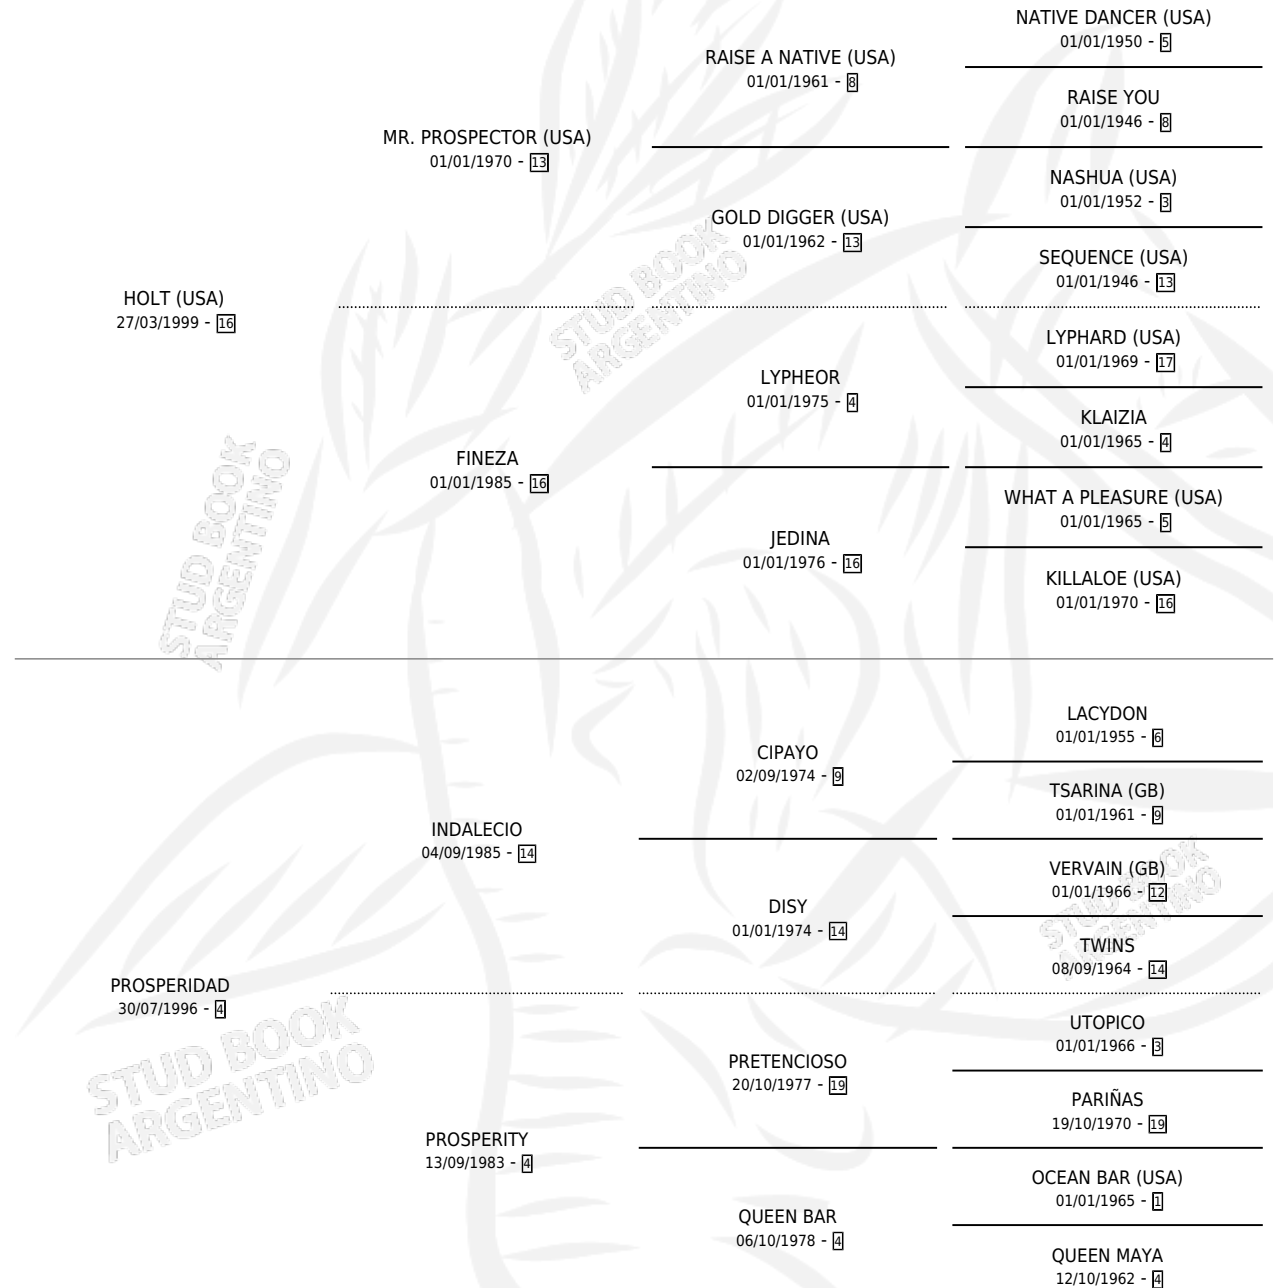 NATIVE DANCER (USA)
01/01/1950 - 5
RAISE A NATIVE (USA)
01/01/1961 - 8
RAISE YOU
01/01/1946 - 8
MR. PROSPECTOR (USA)
01/01/1970 - 13
NASHUA (USA)
01/01/1952 - 3
GOLD DIGGER (USA)
01/01/1962 - 13
SEQUENCE (USA)
01/01/1946 - 13
HOLT (USA)
27/03/1999 - 16
STUD BOOK
ARGENTINO
LYPHARD (USA)
01/01/1969 - 17
LYPHEOR
01/01/1975 - 4
KLAIZIA
01/01/1965 - 4
FINEZA
01/01/1985 - 16
WHAT A PLEASURE (USA)
01/01/1965 - 5
JEDINA
01/01/1976 - 16
KILLALOE (USA)
01/01/1970 - 16
STUD BOOK
ARGENTINO
LACYDON
01/01/1955 - 6
CIPAYO
02/09/1974 - 9
TSARINA (GB)
01/01/1961 - 9
INDALECIO
04/09/1985 - 14
VERVAIN (GB)
01/01/1966 - 12
DISY
01/01/1974 - 14
STUD BOOK
ARGENTINO
TWINS
08/09/1964 - 14
PROSPERIDAD
30/07/1996 - 4
UTOPICO
01/01/1966 - 3
PRETENCIOSO
20/10/1977 - 19
PARIÑAS
19/10/1970 - 19
STUD BOOK
ARGENTINO
PROSPERITY
13/09/1983 - 4
OCEAN BAR (USA)
01/01/1965 - 1
QUEEN BAR
06/10/1978 - 4
QUEEN MAYA
12/10/1962 - 4